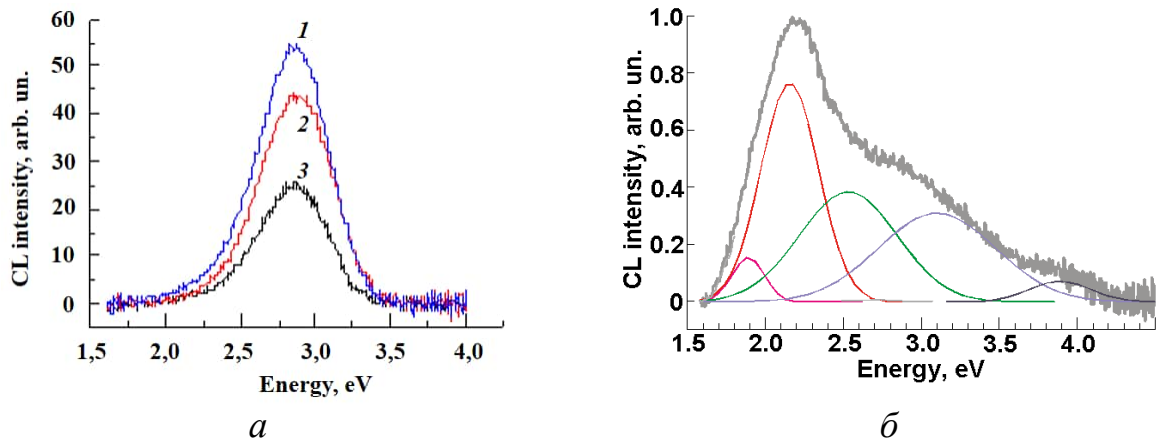 60
50
40
30
20
10
0
CL intensity, arb. un.
1
2
3
1,5 2,0 2,5 3,0 3,5 4,0
Energy, eV
а
1.0
0.8
0.6
0.4
0.2
0
CL intensity, arb. un.
1.5 2.0 2.5 3.0 3.5 4.0
Energy, eV
б